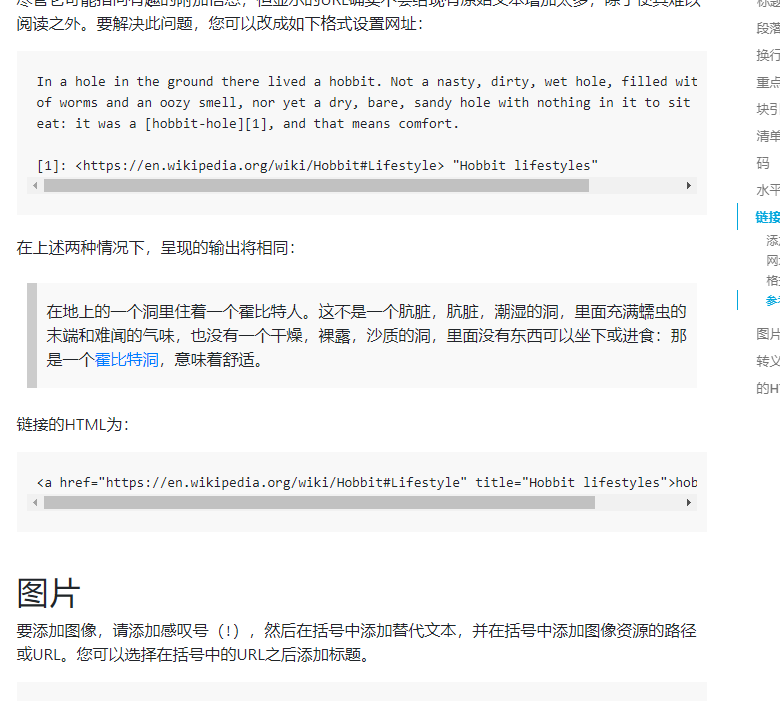 阅读之外。要解决此问题，您可以改成如下格式设置网址：
In a hole in the ground there lived a hobbit. Not a nasty, dirty, wet hole, filled wit
of worms and an oozy smell, nor yet a dry, bare, sandy hole with nothing in it to sit
eat: it was a [hobbit-hole][1], and that means comfort.
[1]: <https://en.wikipedia.org/wiki/Hobbit#Lifestyle> "Hobbit lifestyles"
在上述两种情况下，呈现的输出将相同：
在地上的一个洞里住着一个霍比特人。这不是一个肮脏，肮脏，潮湿的洞，里面充满蠕虫的
末端和难闻的气味，也没有一个干燥，裸露，沙质的洞，里面没有东西可以坐下或进食：那
是一个霍比特洞，意味着舒适。
链接的HTML为：
<a href="https://en.wikipedia.org/wiki/Hobbit#Lifestyle" title="Hobbit lifestyles">hob
图片
要添加图像，请添加感叹号（!），然后在括号中添加替代文本，并在括号中添加图像资源的路径
或URL。您可以选择在括号中的URL之后添加标题。
标题
段落
换行
重点
块引
清单
码
水平
链接
添
网
格
参
图片
转义
的H